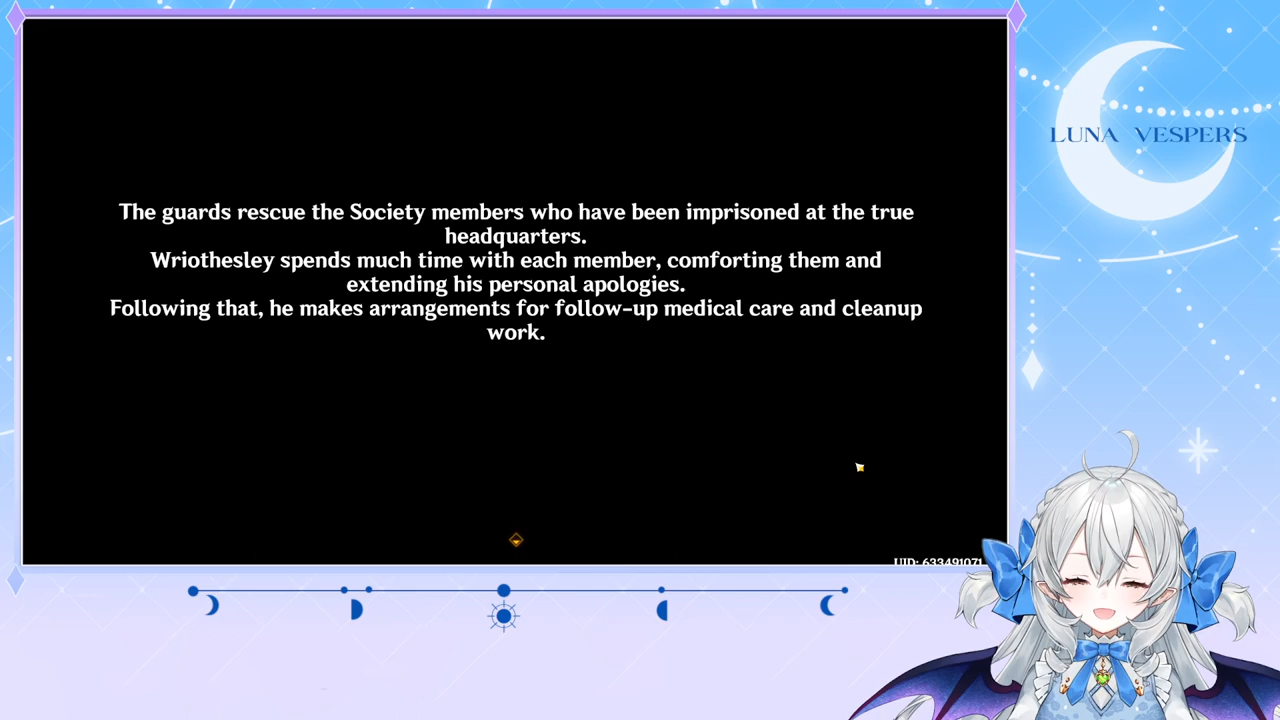 The guards rescue the Society members who have been imprisoned at the true
headquarters.
Wriothesley spends much time with each member, comforting them and
extending his personal apologies.
Following that, he makes arrangements for follow-up medical care and cleanup
work.
LUNA VESPERS
UID: 633491071